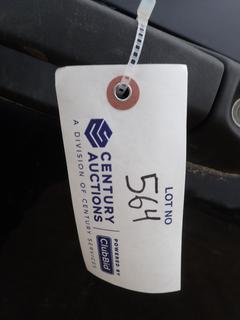 LOT NO
564
CENTURY
AUCTIONS
A DIVISION OF CENTURY SERVICES
POWERED BY
ClubBid